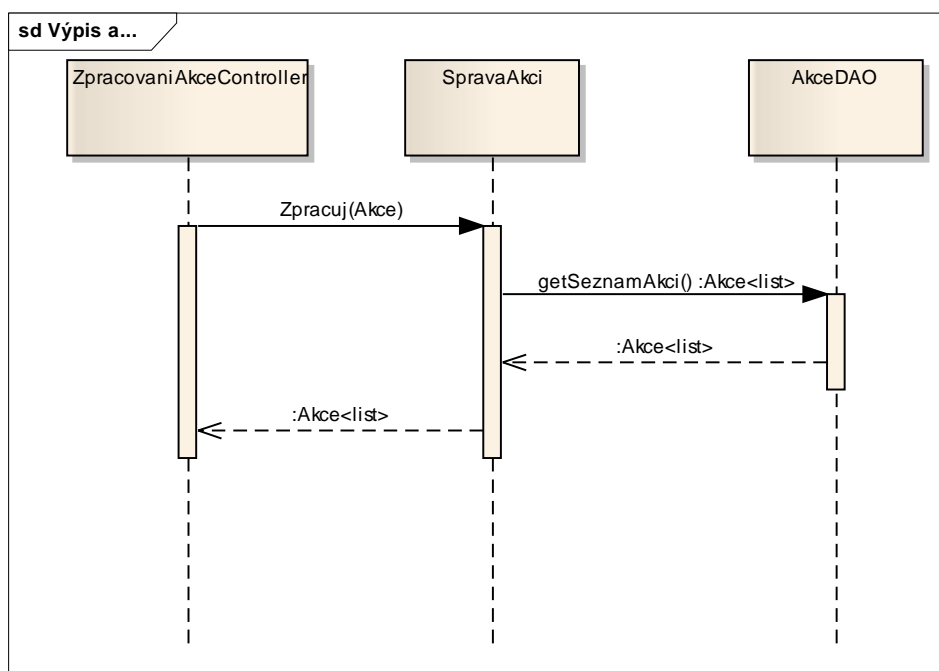 sd Výpis a...
ZpracovaniAkceController
SpravaAkci
AkceDAO
Zpracuj(Akce)
getSeznamAkci() :Akce<list>
:Akce<list>
:Akce<list>